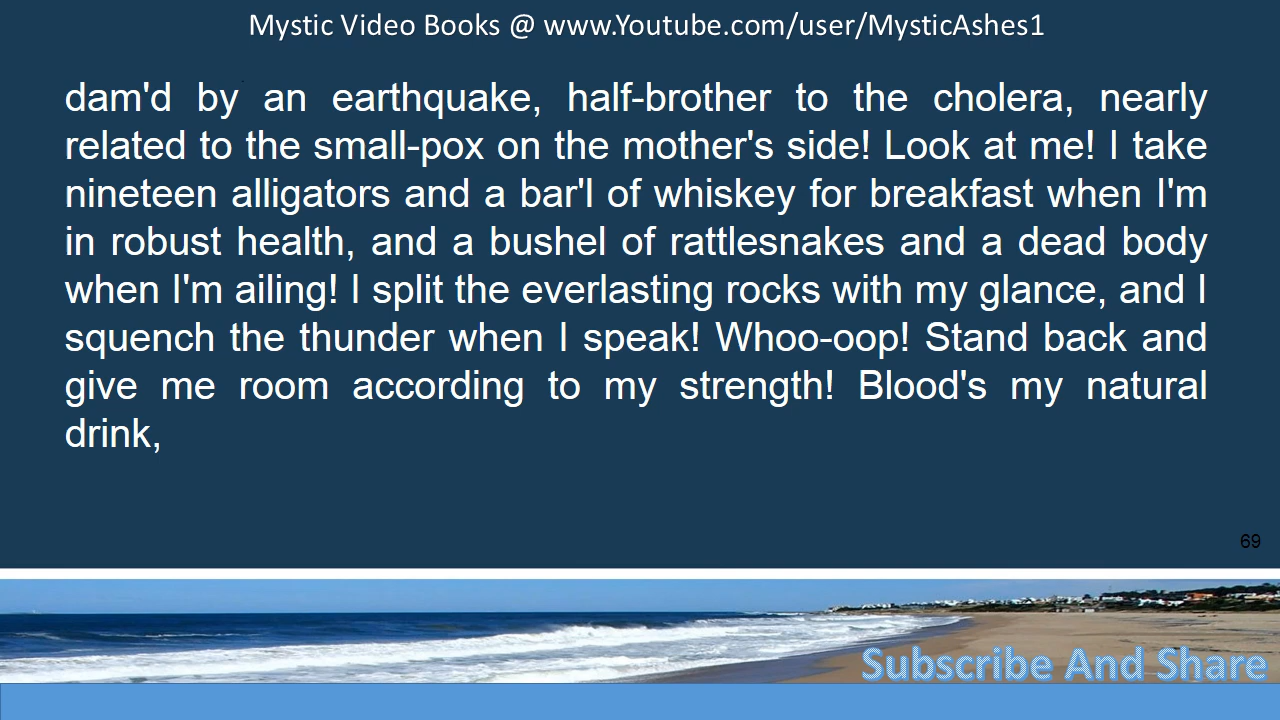 Mystic Video Books @ www.Youtube.com/user/MysticAshes1
dam'd by an earthquake, half-brother to the cholera, nearly
related to the small-pox on the mother's side! Look at me! I take
nineteen alligators and a bar'l of whiskey for breakfast when I'm
in robust health, and a bushel of rattlesnakes and a dead body
when I'm ailing! I split the everlasting rocks with my glance, and I
squench the thunder when I speak! Whoo-oop! Stand back and
give me room according to my strength! Blood's my natural
drink,
69
Subscribe And Share